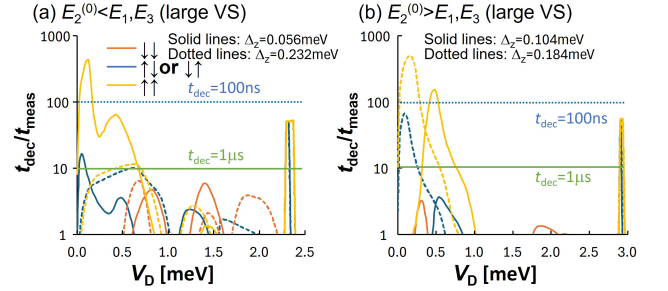 (a) E₂⁽⁰⁾<E₁,E₃ (large VS)
Solid lines: Δz=0.056meV
Dotted lines: Δz=0.232meV
↓↓
↑↓or ↓↑
↑↑
tdec=100ns
tdec=1μs
tdec/tmeas
1000
100
10
1
0.0 0.5 1.0 1.5 2.0 2.5
VD [meV]
(b) E₂⁽⁰⁾>E₁,E₃ (large VS)
Solid lines: Δz=0.104meV
Dotted lines: Δz=0.184meV
tdec=100ns
tdec=1μs
tdec/tmeas
1000
100
10
1
0.0 0.5 1.0 1.5 2.0 2.5 3.0
VD [meV]